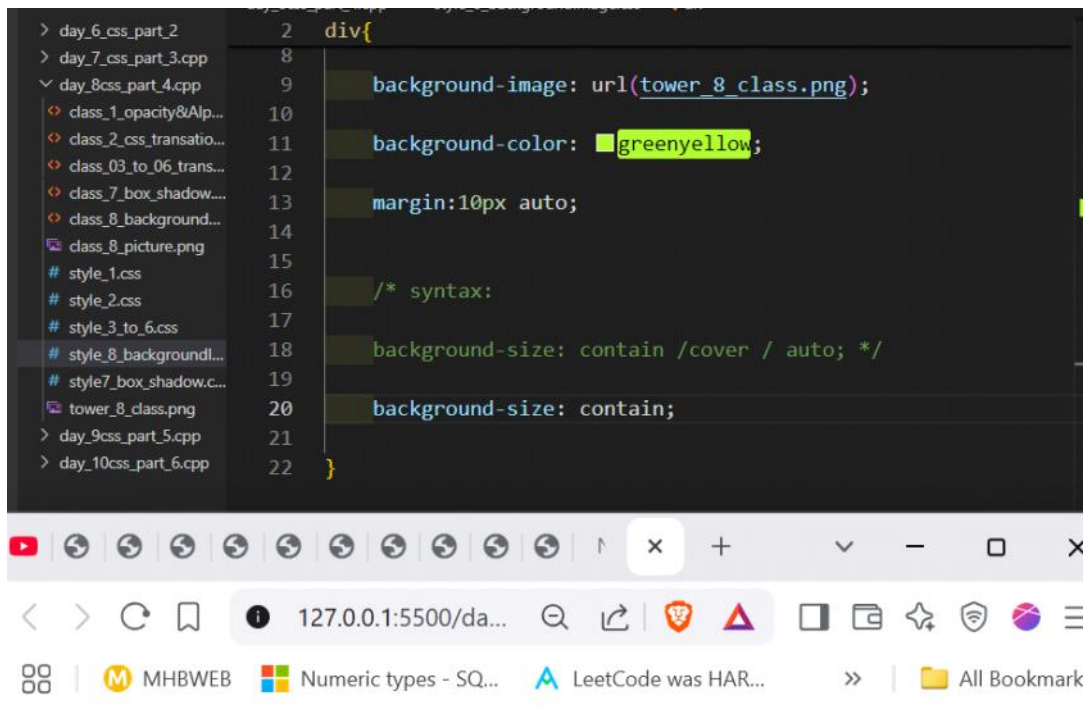 day_6_css_part_2
day_7_css_part_3.cpp
day_8css_part_4.cpp
class_1_opacity&Alp...
class_2_css_transatio...
class_03_to_06_trans...
class_7_box_shadow....
class_8_background...
class_8_picture.png
style_1.css
style_2.css
style_3_to_6.css
style_8_backgroundI...
style7_box_shadow.c...
tower_8_class.png
day_9css_part_5.cpp
day_10css_part_6.cpp
2 div{
8
9 background-image: url(tower_8_class.png);
10
11 background-color: greenyellow;
12
13 margin:10px auto;
14
15
16 /* syntax:
17
18 background-size: contain /cover / auto; */
19
20 background-size: contain;
21
22 }
127.0.0.1:5500/da...
MHBWEB Numeric types - SQ... LeetCode was HAR... All Bookmark